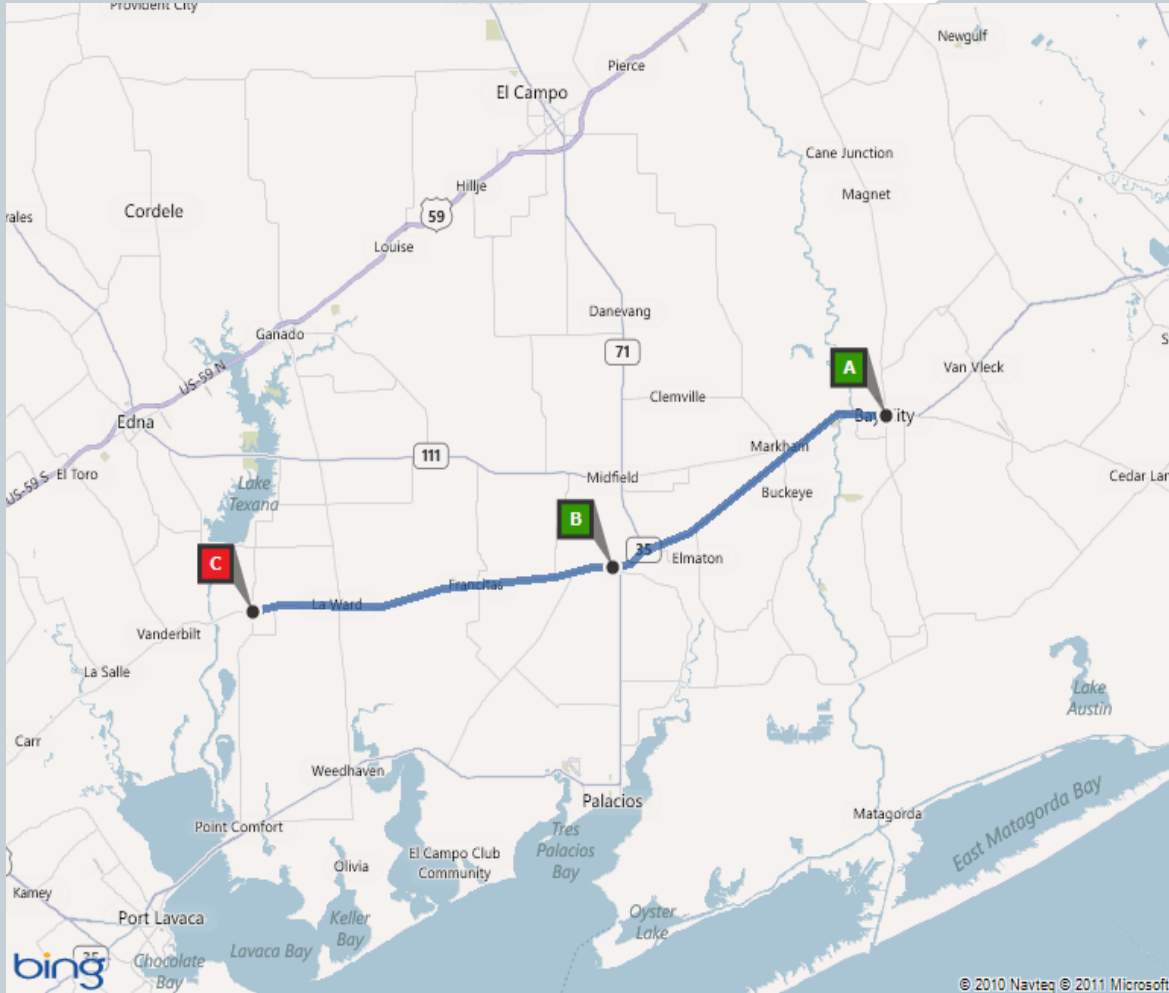 Provident City
Newgulf
Pierce
El Campo
Cane Junction
Hillje
Magnet
Cordele
rales
59
Louise
Danevang
Ganado
71
US-59 N
A
Van Vleck
S
Clemville
Edna
Bay City
111
Markham
El Toro
Midfield
Cedar Lan
US-59 S
Lake
Texana
Buckeye
B
35
Elmaton
C
Francitas
La Ward
Vanderbilt
La Salle
Lake
Austin
Carr
Weedhaven
Palacios
East Matagorda Bay
Matagorda
Point Comfort
Tres
Palacios
Bay
El Campo Club
Community
Olivia
Kamey
Port Lavaca
Keller
Bay
Oyster
Lake
Lavaca Bay
35
Chocolate
Bay
bing
© 2010 Navteq © 2011 Microsoft